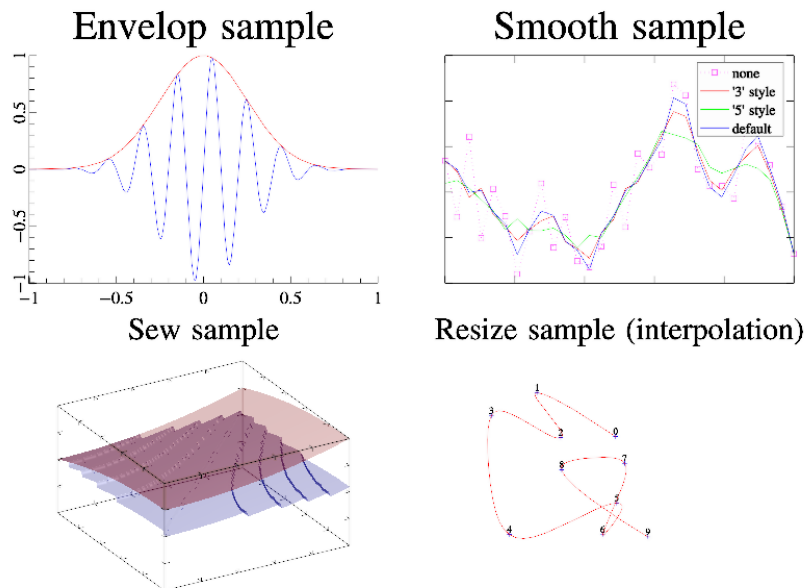 Envelop sample
Smooth sample
1
0.5
0
−0.5
−1
−1
−0.5
0
0.5
1
none
'3' style
'5' style
default
Sew sample
Resize sample (interpolation)
1
3
2
0
8
7
5
4
6
9